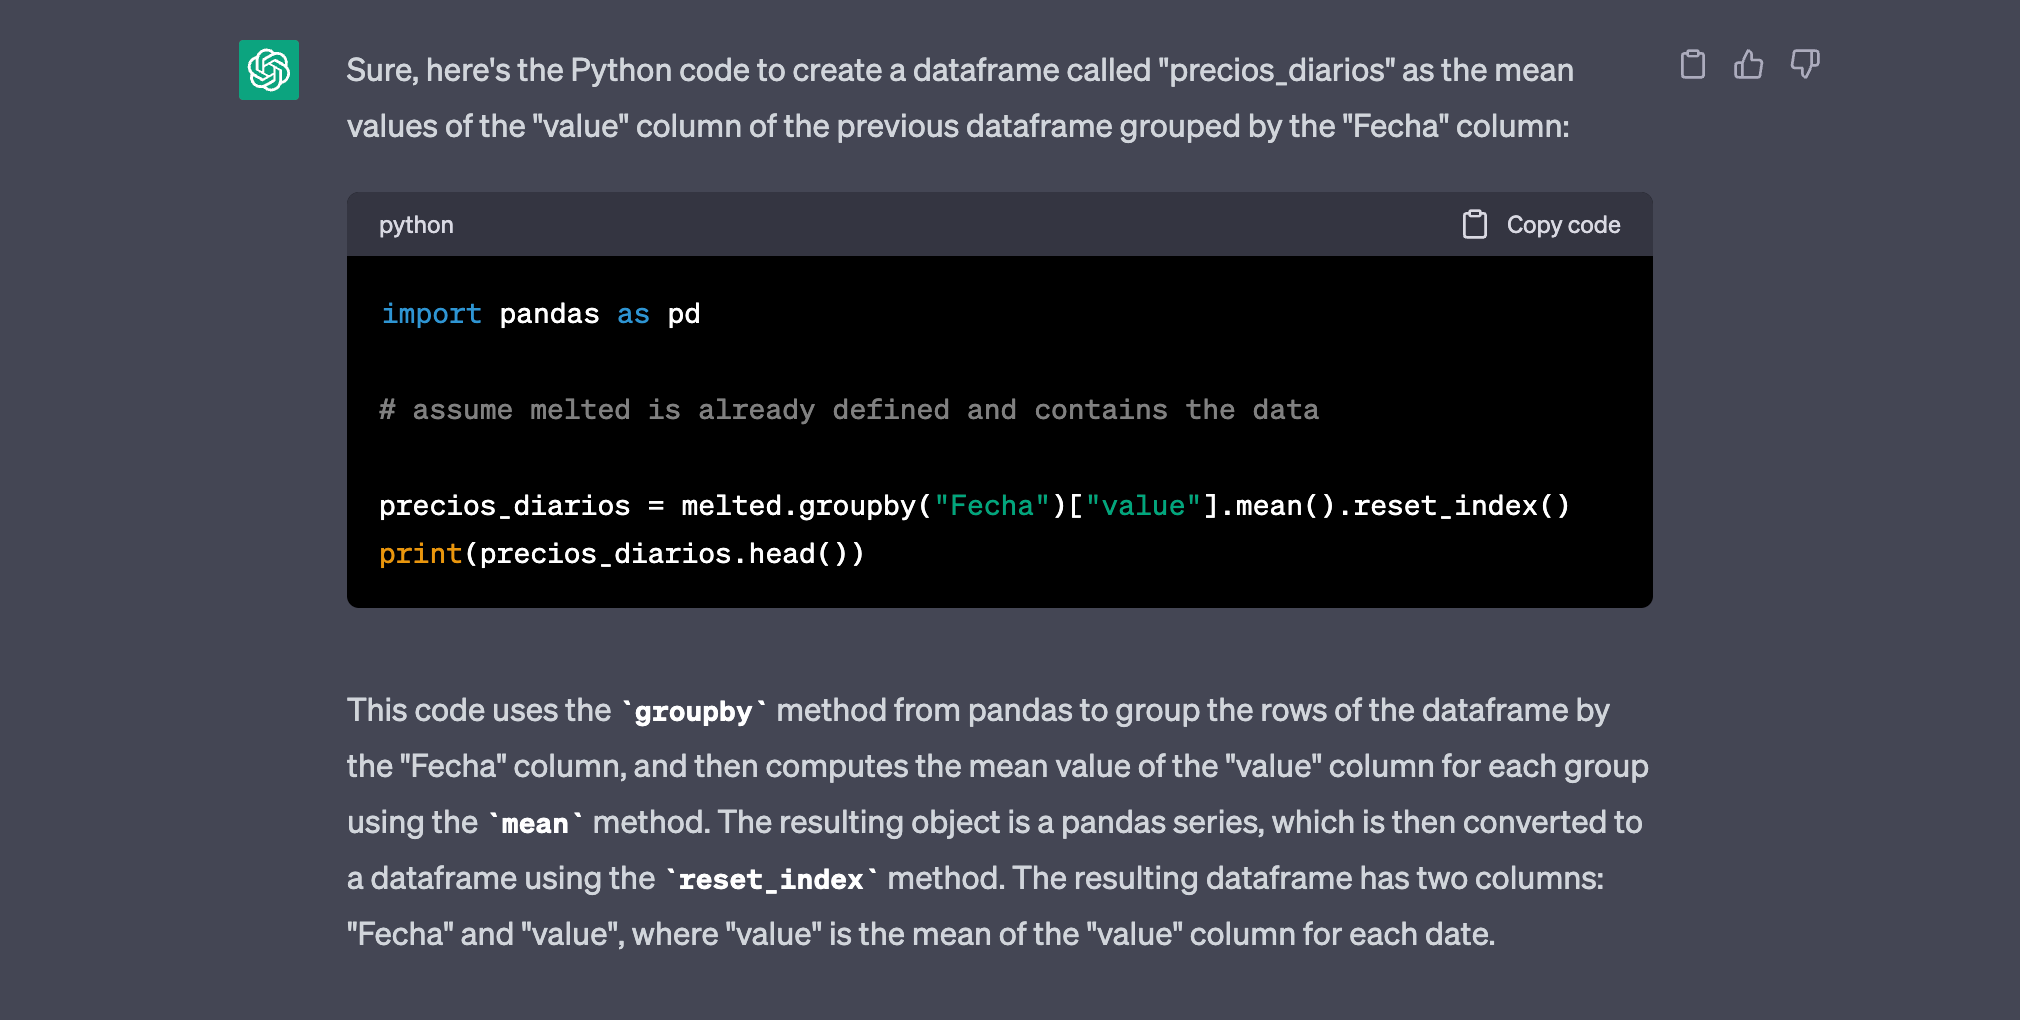 Sure, here's the Python code to create a dataframe called "precios_diarios" as the mean
values of the "value" column of the previous dataframe grouped by the "Fecha" column:
python
Copy code
import pandas as pd
# assume melted is already defined and contains the data
precios_diarios = melted.groupby("Fecha")["value"].mean().reset_index()
print(precios_diarios.head())
This code uses the `groupby` method from pandas to group the rows of the dataframe by
the "Fecha" column, and then computes the mean value of the "value" column for each group
using the `mean` method. The resulting object is a pandas series, which is then converted to
a dataframe using the `reset_index` method. The resulting dataframe has two columns:
"Fecha" and "value", where "value" is the mean of the "value" column for each date.